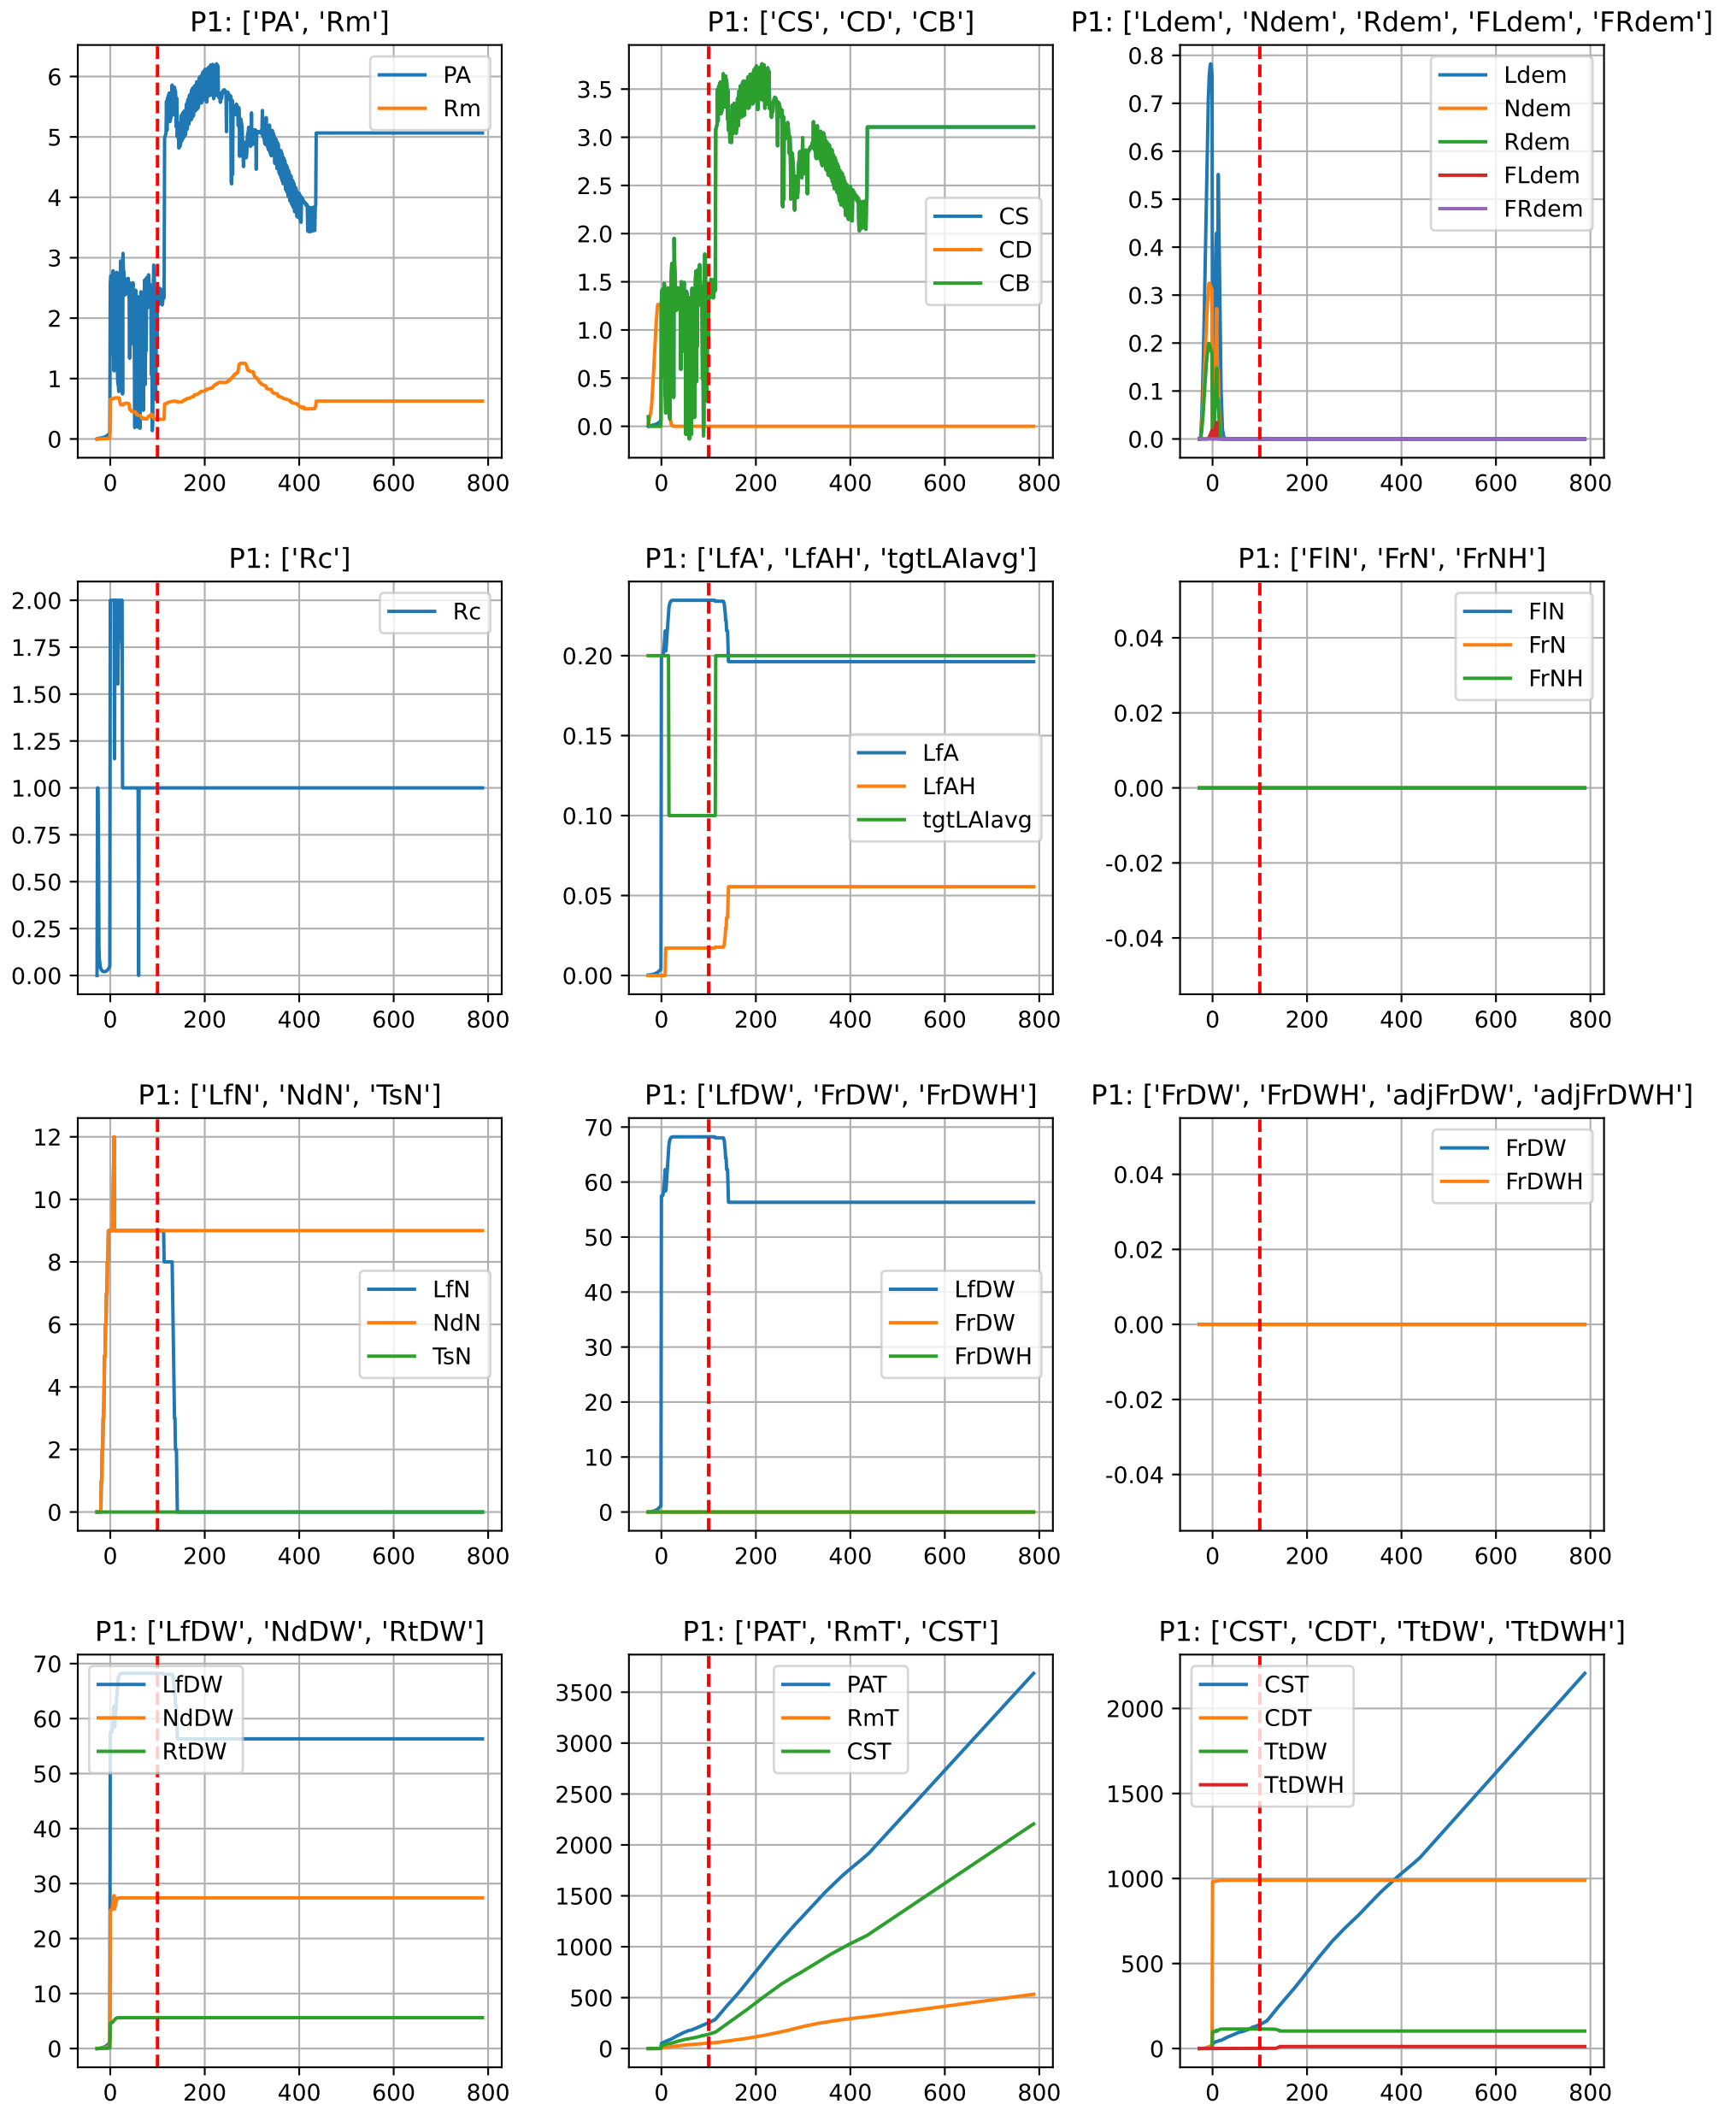 P1: ['PA', 'Rm']
P1: ['CS', 'CD', 'CB']
P1: ['Ldem', 'Ndem', 'Rdem', 'FLdem', 'FRdem']
6
5
4
3
2
1
0
PA
Rm
0 200 400 600 800
3.5
3.0
2.5
2.0
1.5
1.0
0.5
0.0
CS
CD
CB
0 200 400 600 800
0.8
0.7
0.6
0.5
0.4
0.3
0.2
0.1
0.0
Ldem
Ndem
Rdem
FLdem
FRdem
0 200 400 600 800
P1: ['Rc']
P1: ['LfA', 'LfAH', 'tgtLAIavg']
P1: ['FlN', 'FrN', 'FrNH']
2.00
1.75
1.50
1.25
1.00
0.75
0.50
0.25
0.00
Rc
0 200 400 600 800
0.20
0.15
0.10
0.05
0.00
LfA
LfAH
tgtLAIavg
0 200 400 600 800
0.04
0.02
0.00
-0.02
-0.04
FlN
FrN
FrNH
0 200 400 600 800
P1: ['LfN', 'NdN', 'TsN']
P1: ['LfDW', 'FrDW', 'FrDWH']
P1: ['FrDW', 'FrDWH', 'adjFrDW', 'adjFrDWH']
12
10
8
6
4
2
0
LfN
NdN
TsN
0 200 400 600 800
70
60
50
40
30
20
10
0
LfDW
FrDW
FrDWH
0 200 400 600 800
0.04
0.02
0.00
-0.02
-0.04
FrDW
FrDWH
0 200 400 600 800
P1: ['LfDW', 'NdDW', 'RtDW']
P1: ['PAT', 'RmT', 'CST']
P1: ['CST', 'CDT', 'TtDW', 'TtDWH']
70
60
50
40
30
20
10
0
LfDW
NdDW
RtDW
0 200 400 600 800
3500
3000
2500
2000
1500
1000
500
0
PAT
RmT
CST
0 200 400 600 800
2000
1500
1000
500
0
CST
CDT
TtDW
TtDWH
0 200 400 600 800